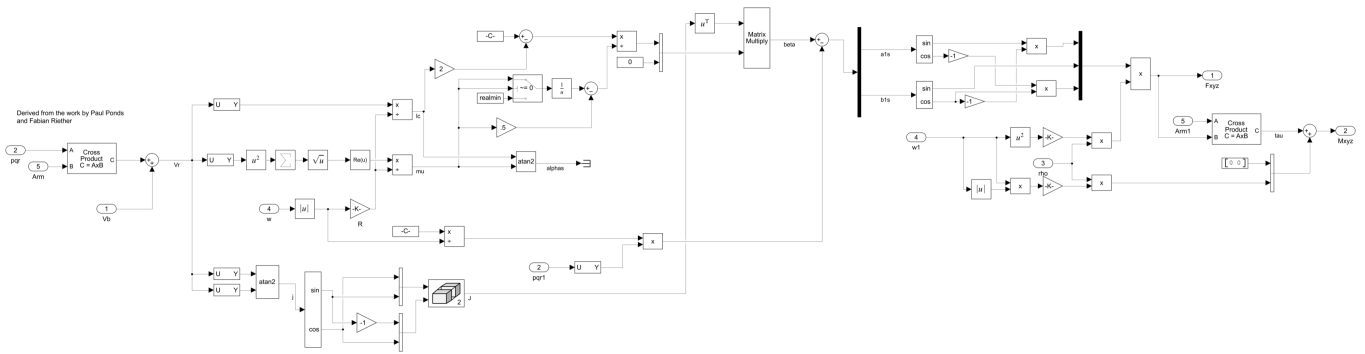 Derived from the work by Paul Ponds
and Fabian Riether
2
pqr
5
Arm
A
B
Cross
Product
C = AxB
C
1
Vb
Vr
U Y
U Y
u²
√u
Re(u)
x
÷
lc
x
÷
mu
4
w
|u|
-K-
R
U Y
U Y
atan2
j
sin
cos
-1
2
J
-C-
2
~= 0
realmin
1
u
.5
atan2
alphas
x
÷
0
-C-
x
÷
2
pqr1
U Y
x
uᵀ
Matrix
Multiply
beta
a1s
b1s
sin
cos
sin
cos
-1
-1
x
x
x
4
w1
u²
-K-
|u|
x
-K-
3
rho
x
x
1
Fxyz
5
Arm1
A
B
Cross
Product
C = AxB
C
tau
[ 0 0 ]
2
Mxyz